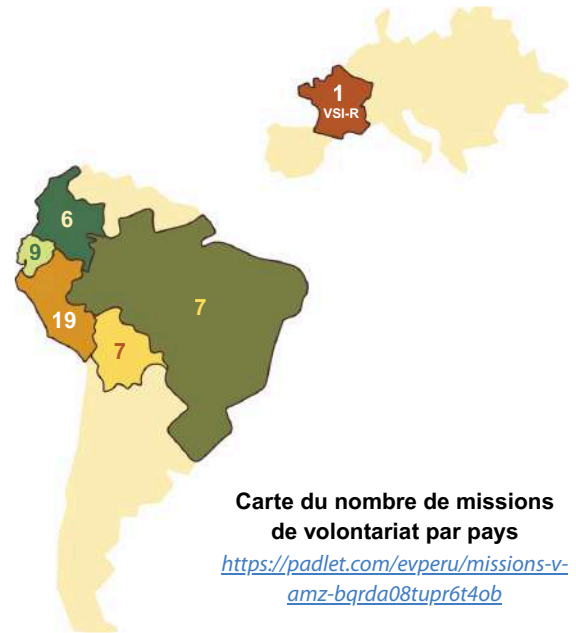 1
VSI-R
6
9
7
19
7
Carte du nombre de missions
de volontariat par pays
https://padlet.com/evperu/missions-v-
amz-bqrda08tupr6t4ob